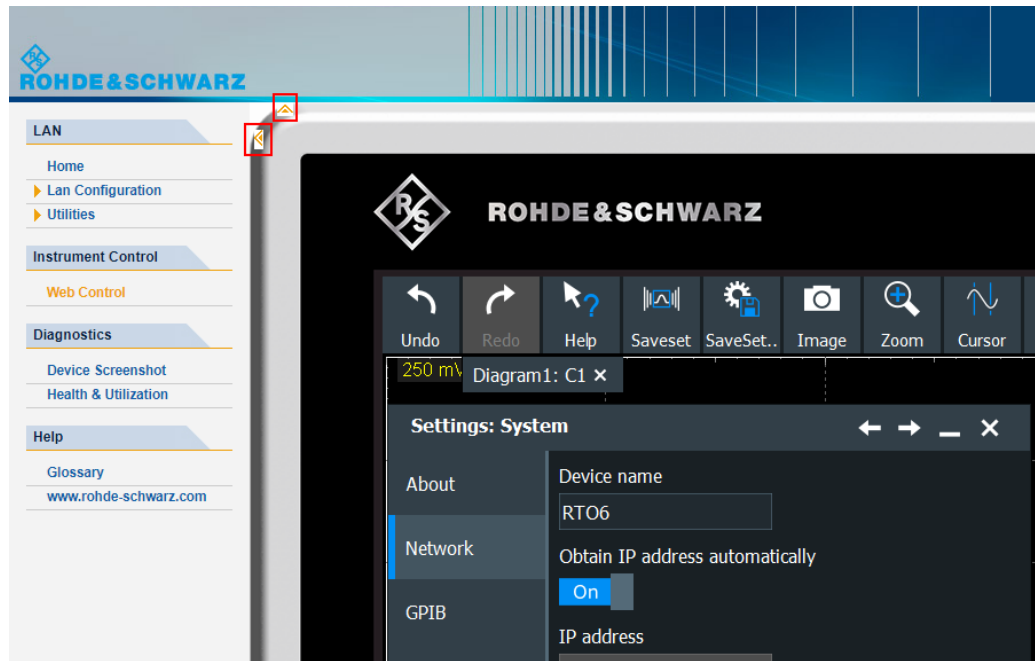 ROHDE&SCHWARZ
LAN
Home
Lan Configuration
Utilities
Instrument Control
Web Control
Diagnostics
Device Screenshot
Health & Utilization
Help
Glossary
www.rohde-schwarz.com
R&S
ROHDE&SCHWARZ
Undo Redo Help Saveset SaveSet.. Image Zoom Cursor
250 mV Diagram1: C1
Settings: System
About
Network
GPIB
Device name
RTO6
Obtain IP address automatically
On
IP address